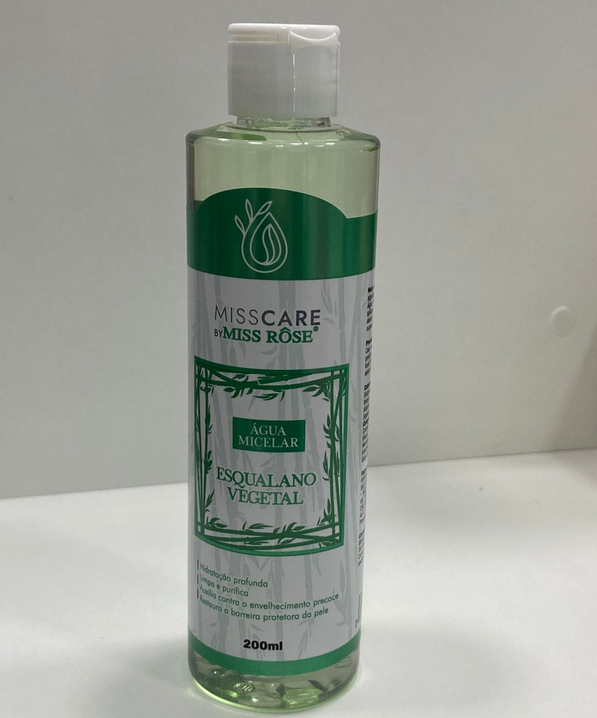 MISSCARE
BY MISS RÔSE®
ÁGUA
MICELAR
ESQUALANO
VEGETAL
Hidratação profunda
Limpa e purifica
Auxilia contra o envelhecimento precoce
Restaura a barreira protetora da pele
200ml